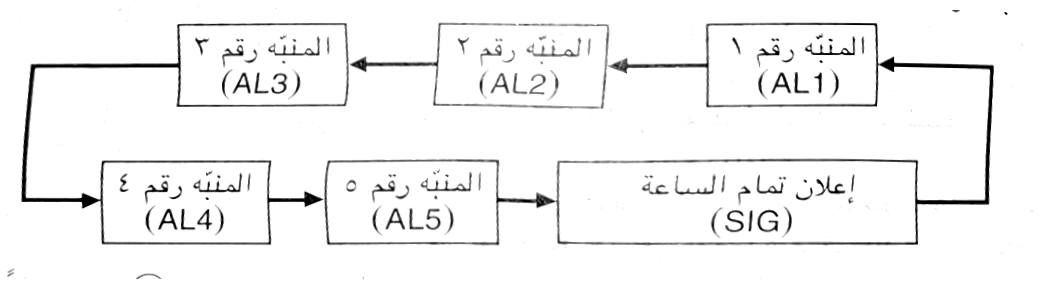 المنبّه رقم ١
(AL1)
المنبّه رقم ٢
(AL2)
المنبّه رقم ٣
(AL3)
المنبّه رقم ٤
(AL4)
المنبّه رقم ٥
(AL5)
إعلان تمام الساعة
(SIG)